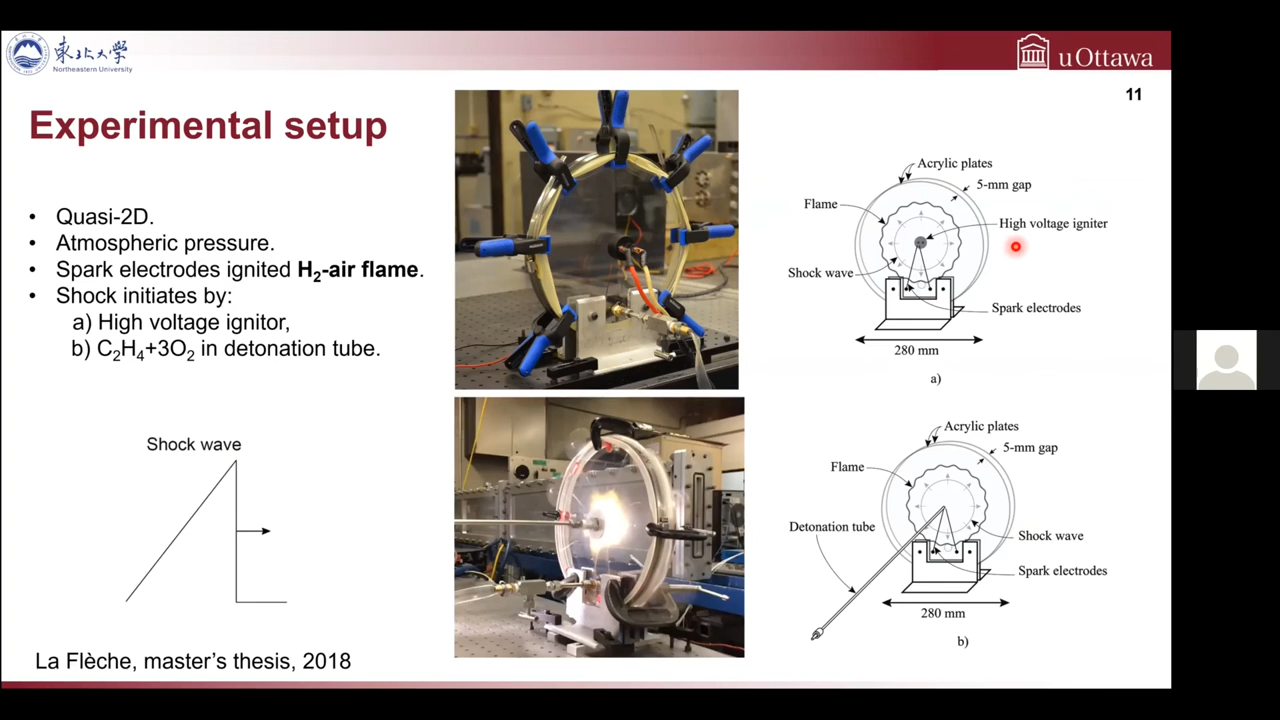 東北大学
Northeastern University
uOttawa
11
Experimental setup
• Quasi-2D.
• Atmospheric pressure.
• Spark electrodes ignited H₂-air flame.
• Shock initiates by:
a) High voltage ignitor,
b) C₂H₄+3O₂ in detonation tube.
Shock wave
La Flèche, master's thesis, 2018
Acrylic plates
5-mm gap
Flame
High voltage igniter
Shock wave
Spark electrodes
280 mm
a)
Acrylic plates
5-mm gap
Flame
Detonation tube
Shock wave
Spark electrodes
280 mm
b)